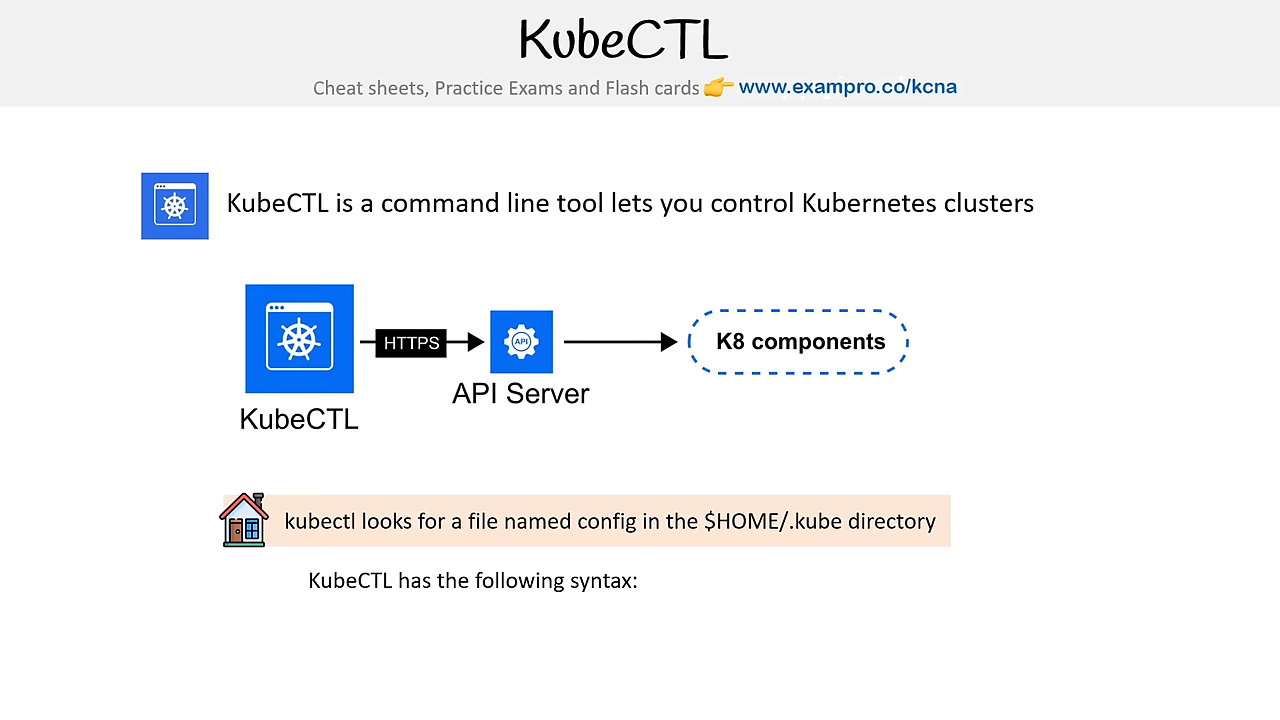 KubeCTL
Cheat sheets, Practice Exams and Flash cards 👉 www.exampro.co/kcna
KubeCTL is a command line tool lets you control Kubernetes clusters
HTTPS
API
K8 components
API Server
KubeCTL
kubectl looks for a file named config in the $HOME/.kube directory
KubeCTL has the following syntax: